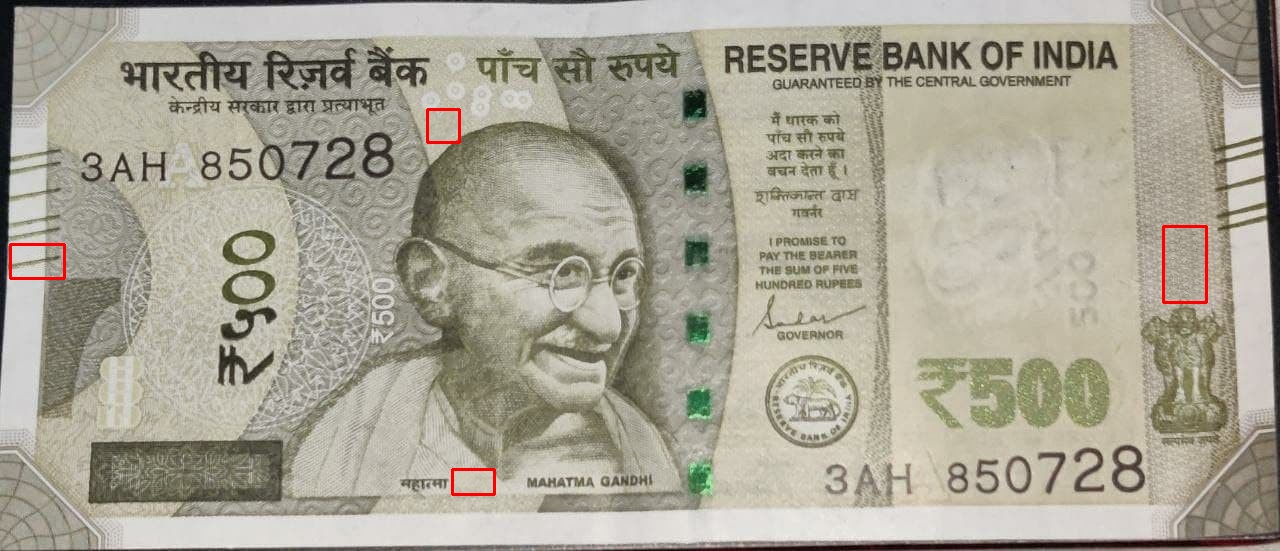 भारतीय रिज़र्व बैंक
केन्द्रीय सरकार द्वारा प्रत्याभूत
पाँच सौ रुपये
RESERVE BANK OF INDIA
GUARANTEED BY THE CENTRAL GOVERNMENT
3AH 850728
मैं धारक को
पाँच सौ रुपये
अदा करने का
वचन देता हूँ ।
शक्तिकान्त दास
गवर्नर
I PROMISE TO
PAY THE BEARER
THE SUM OF FIVE
HUNDRED RUPEES
GOVERNOR
₹५००
₹500
500
₹500
भारतीय रिज़र्व बैंक
RESERVE BANK OF INDIA
सत्यमेव जयते
महात्मा
MAHATMA GANDHI
3AH 850728